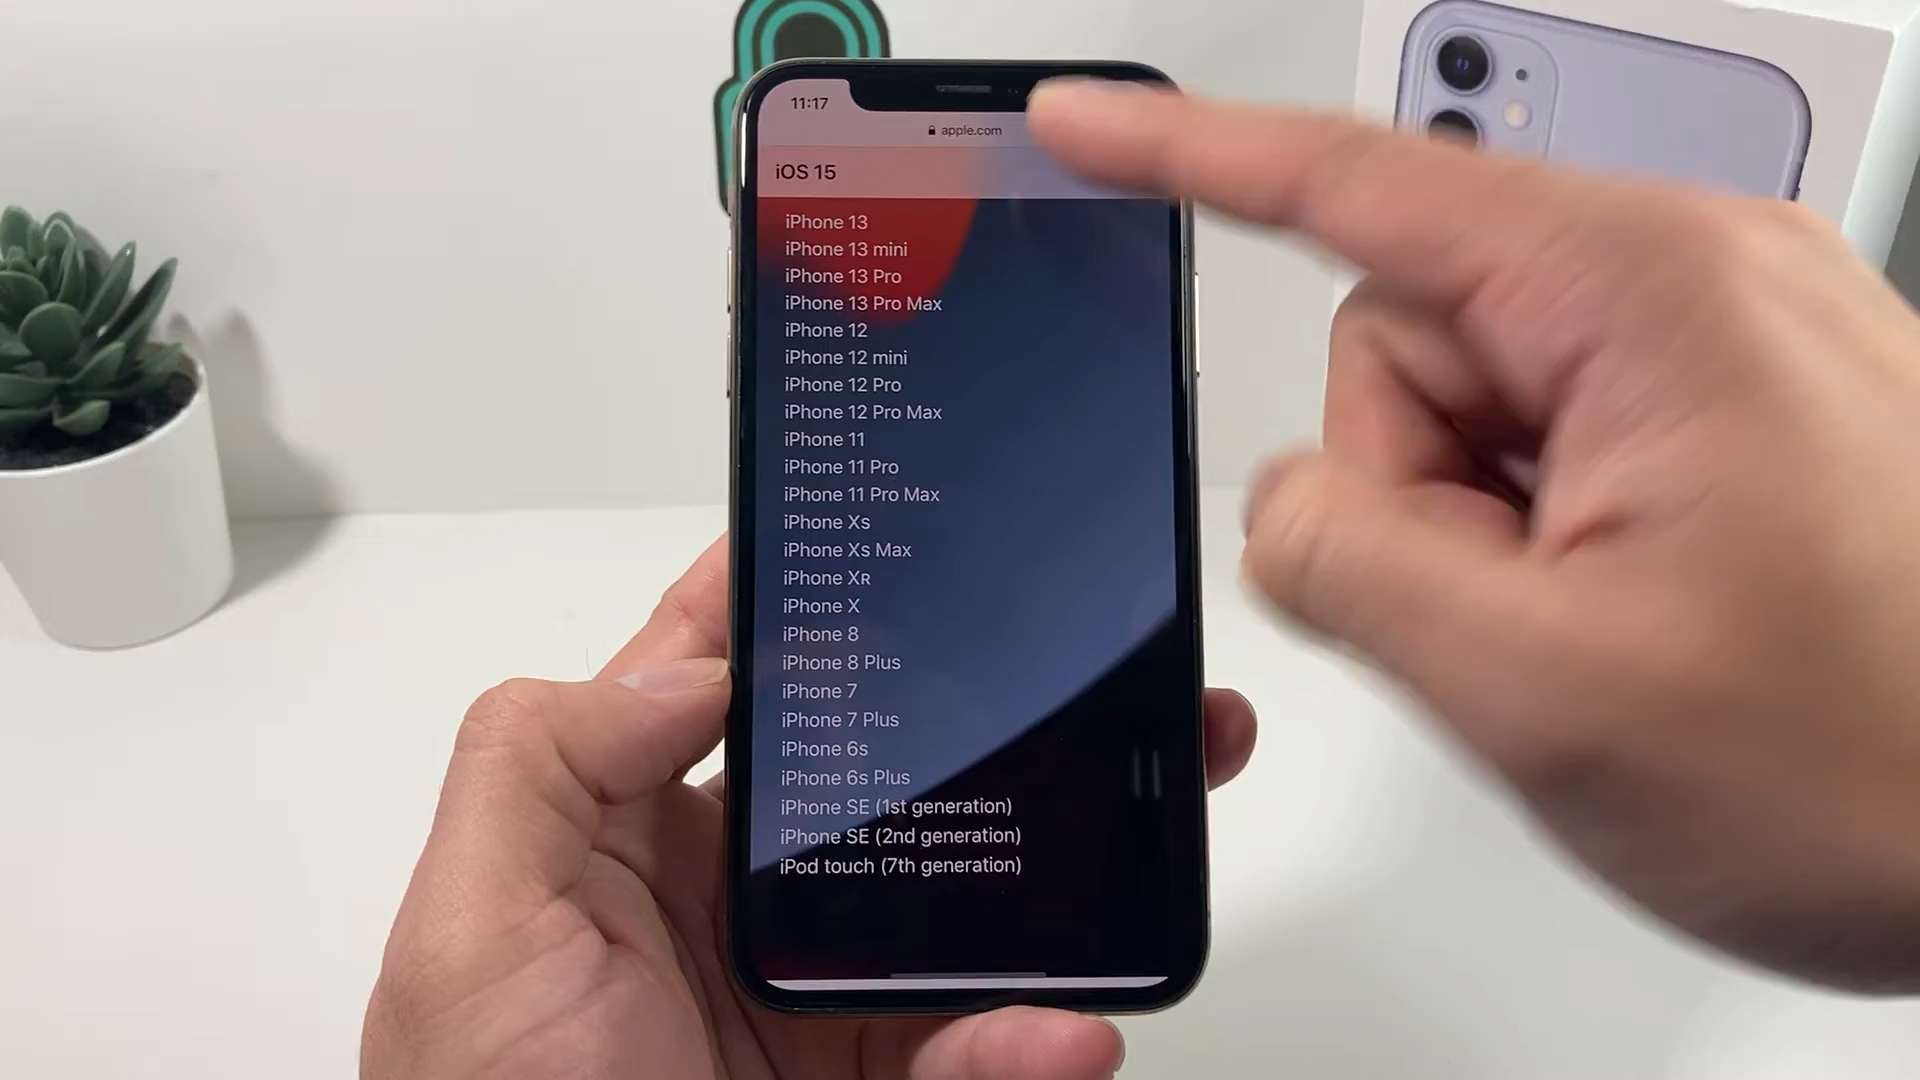 11:17
apple.com
iOS 15
iPhone 13
iPhone 13 mini
iPhone 13 Pro
iPhone 13 Pro Max
iPhone 12
iPhone 12 mini
iPhone 12 Pro
iPhone 12 Pro Max
iPhone 11
iPhone 11 Pro
iPhone 11 Pro Max
iPhone Xs
iPhone Xs Max
iPhone XR
iPhone X
iPhone 8
iPhone 8 Plus
iPhone 7
iPhone 7 Plus
iPhone 6s
iPhone 6s Plus
iPhone SE (1st generation)
iPhone SE (2nd generation)
iPod touch (7th generation)